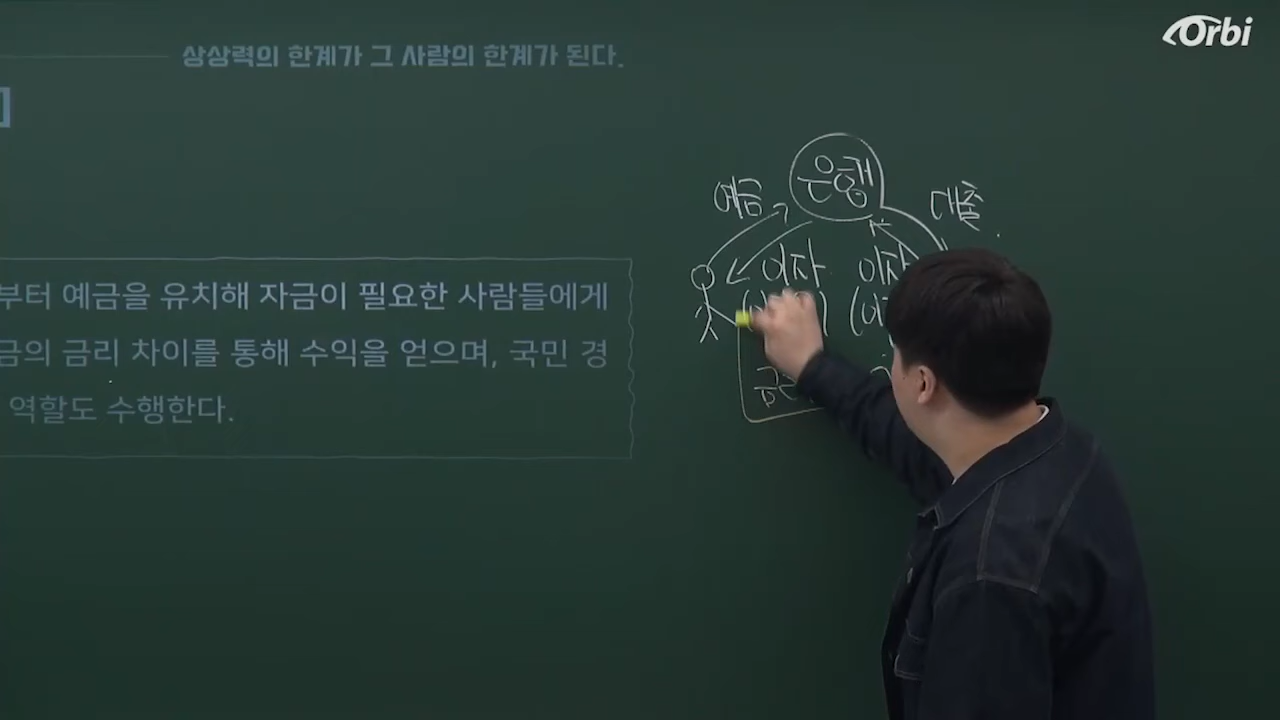 상상력의 한계가 그 사람의 한계가 된다.
Orbi
]
부터 예금을 유치해 자금이 필요한 사람들에게
금의 금리 차이를 통해 수익을 얻으며, 국민 경
역할도 수행한다.
은행
예금
대출
이자
이자